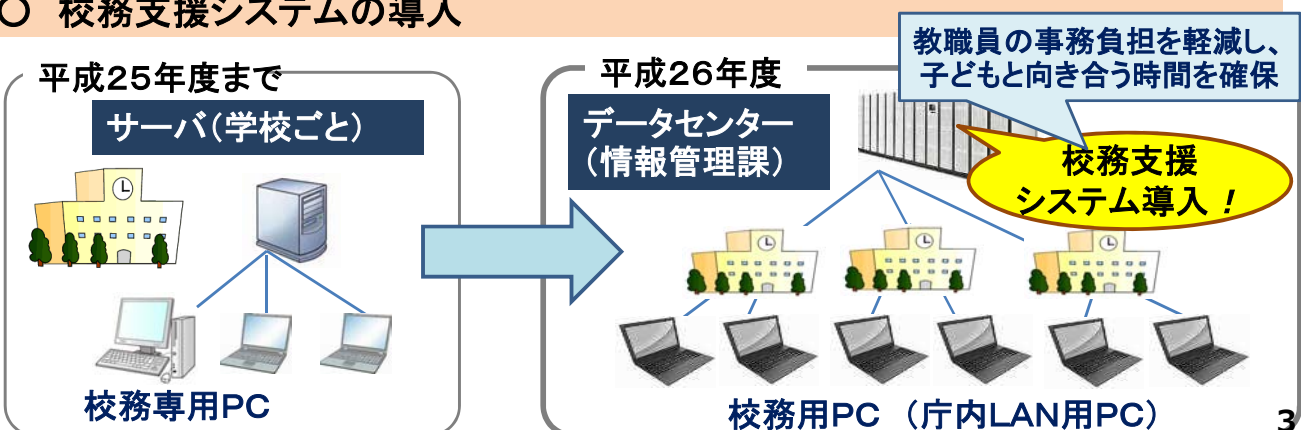 〇 校務支援システムの導入
教職員の事務負担を軽減し、
子どもと向き合う時間を確保
平成25年度まで
サーバ(学校ごと)
校務専用PC
平成26年度
データセンター
(情報管理課)
校務支援
システム導入！
校務用PC (庁内LAN用PC)
3